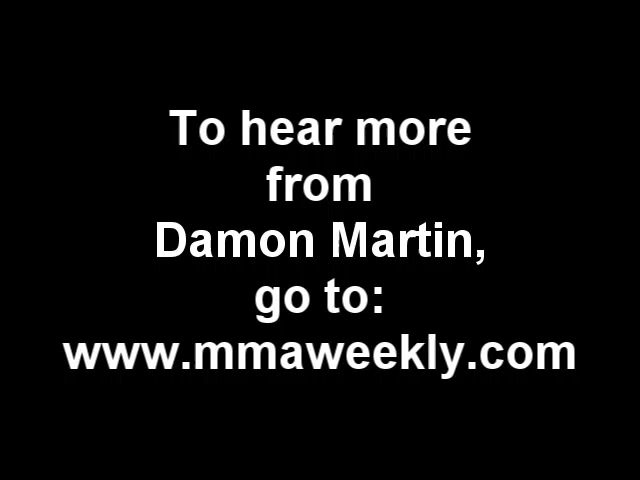 To hear more
from
Damon Martin,
go to:
www.mmaweekly.com